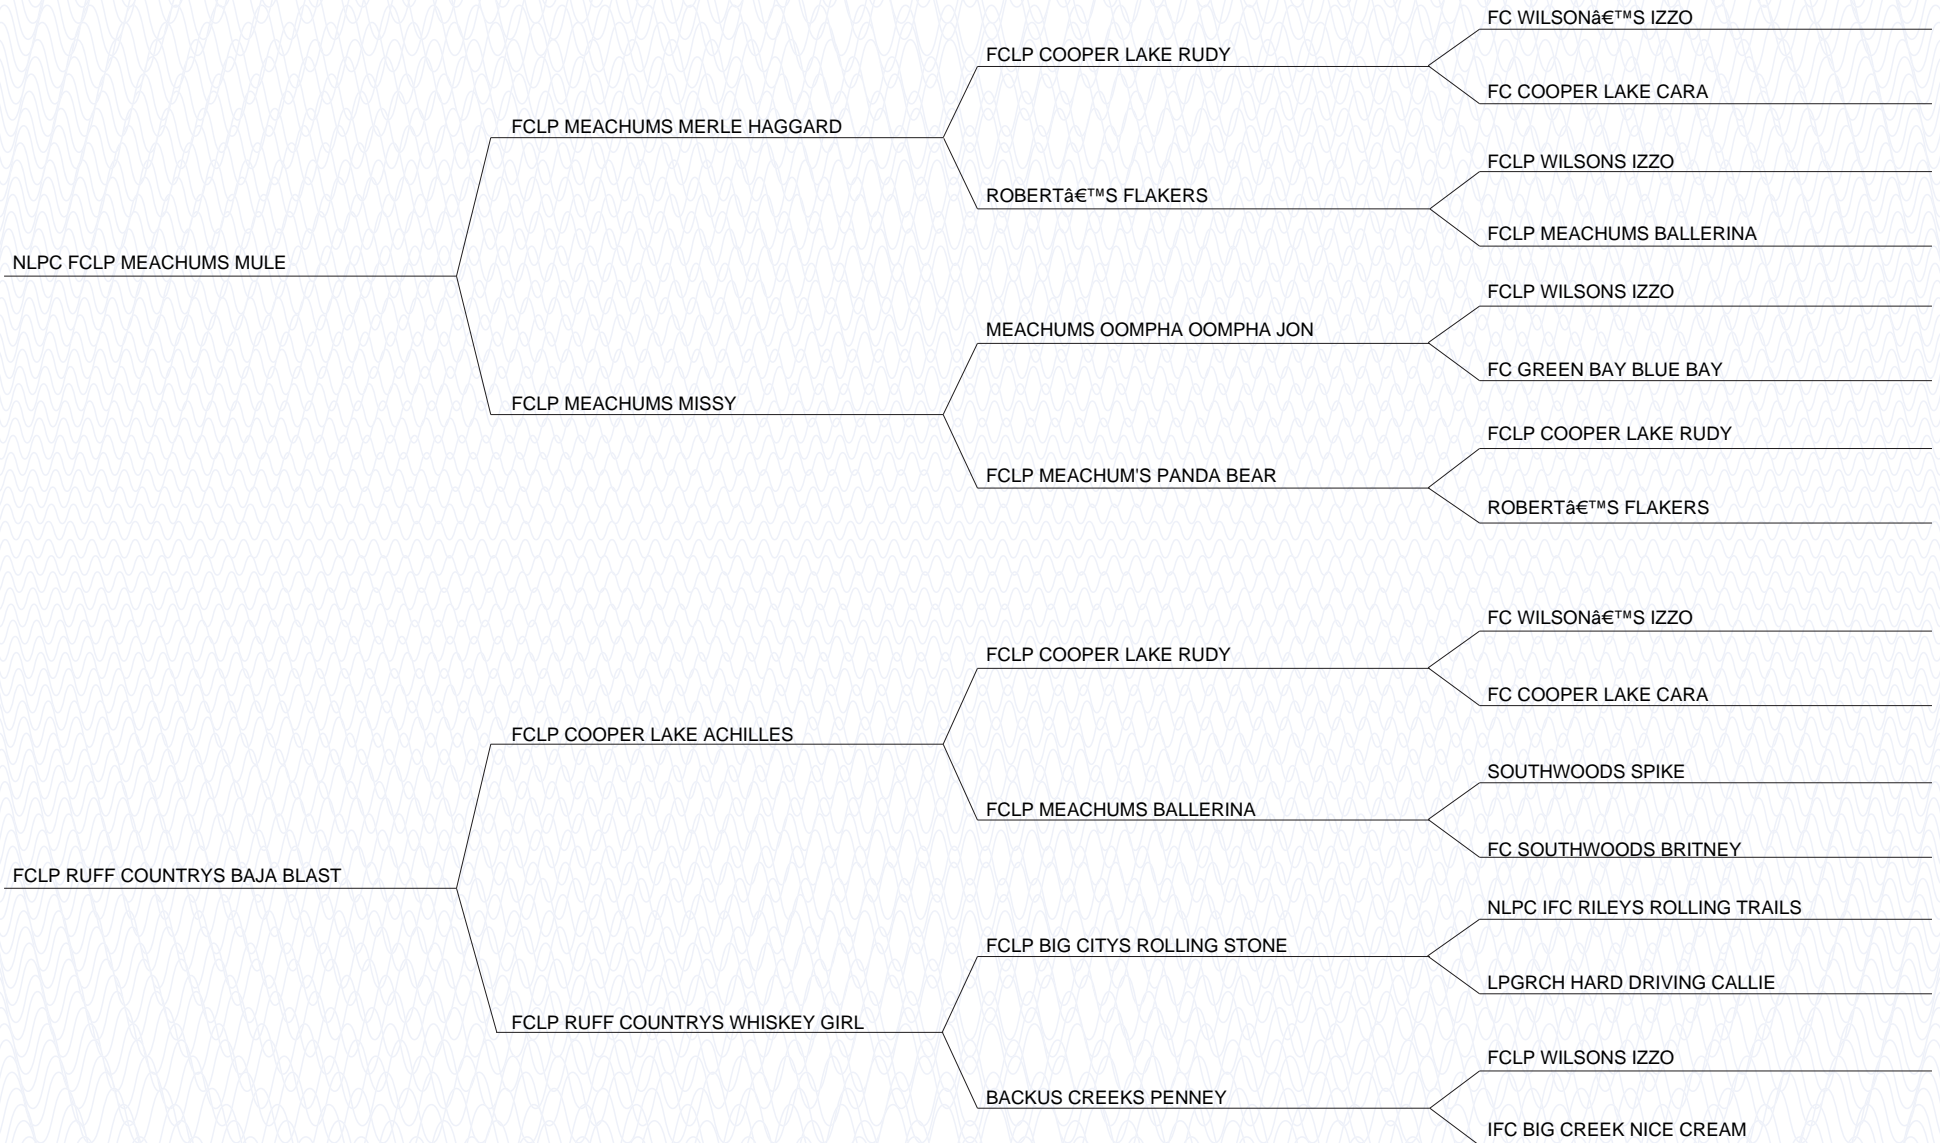 FC WILSONâ€™S IZZO
FCLP COOPER LAKE RUDY
FC COOPER LAKE CARA
FCLP MEACHUMS MERLE HAGGARD
FCLP WILSONS IZZO
ROBERTâ€™S FLAKERS
FCLP MEACHUMS BALLERINA
NLPC FCLP MEACHUMS MULE
FCLP WILSONS IZZO
MEACHUMS OOMPHA OOMPHA JON
FC GREEN BAY BLUE BAY
FCLP MEACHUMS MISSY
FCLP COOPER LAKE RUDY
FCLP MEACHUM'S PANDA BEAR
ROBERTâ€™S FLAKERS
FC WILSONâ€™S IZZO
FCLP COOPER LAKE RUDY
FC COOPER LAKE CARA
FCLP COOPER LAKE ACHILLES
SOUTHWOODS SPIKE
FCLP MEACHUMS BALLERINA
FC SOUTHWOODS BRITNEY
FCLP RUFF COUNTRYS BAJA BLAST
NLPC IFC RILEYS ROLLING TRAILS
FCLP BIG CITYS ROLLING STONE
LPGRCH HARD DRIVING CALLIE
FCLP RUFF COUNTRYS WHISKEY GIRL
FCLP WILSONS IZZO
BACKUS CREEKS PENNEY
IFC BIG CREEK NICE CREAM